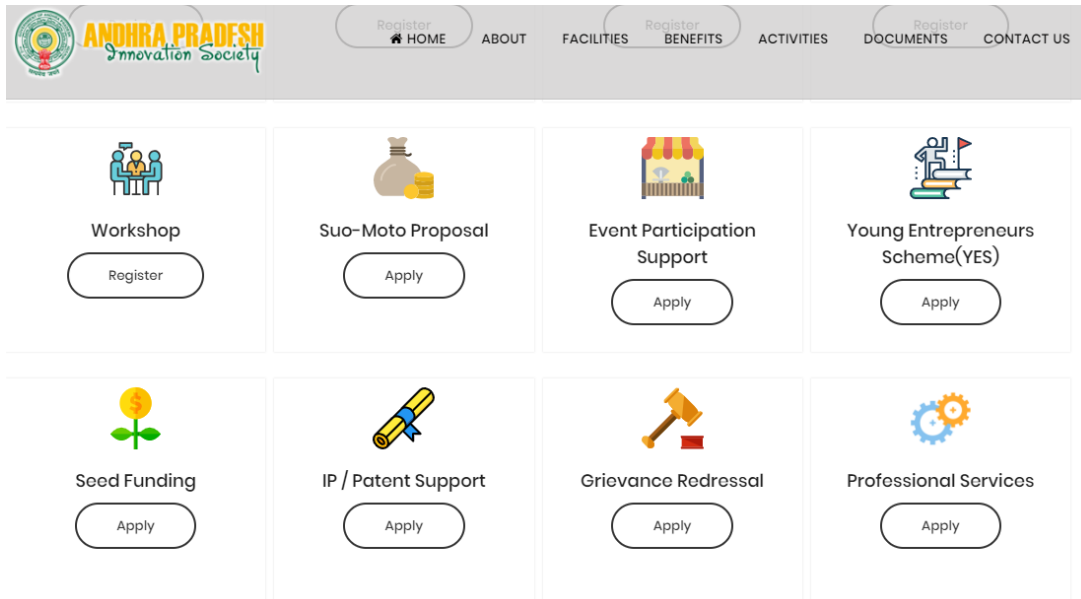 Register
Register
Register
ANDHRA PRADESH
Innovation Society
HOME
ABOUT
FACILITIES
BENEFITS
ACTIVITIES
DOCUMENTS
CONTACT US
Workshop
Register
Suo-Moto Proposal
Apply
Event Participation
Support
Apply
Young Entrepreneurs
Scheme(YES)
Apply
Seed Funding
Apply
IP / Patent Support
Apply
Grievance Redressal
Apply
Professional Services
Apply